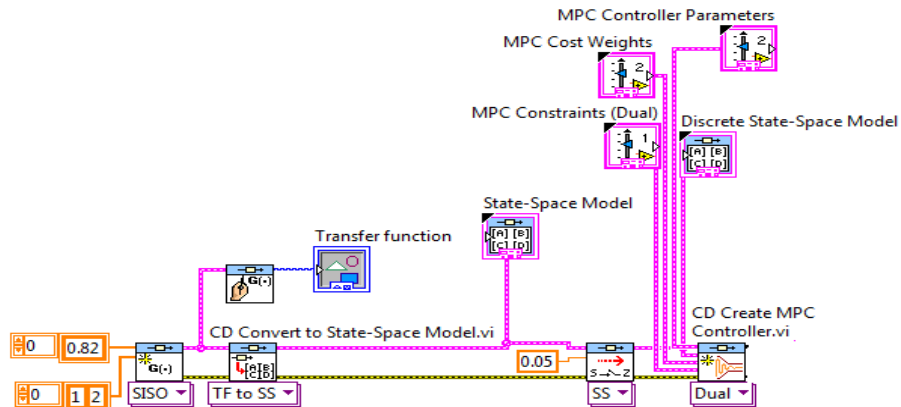 MPC Controller Parameters
2
MPC Cost Weights
2
MPC Constraints (Dual)
1
Discrete State-Space Model
[A] [B]
[C] [D]
State-Space Model
[A] [B]
[C] [D]
Transfer function
G(·)
CD Convert to State-Space Model.vi
CD Create MPC
Controller.vi
0
0.82
G(·)
[A][B]
[C][D]
0.05
S Z
0
1 2
SISO
TF to SS
SS
Dual